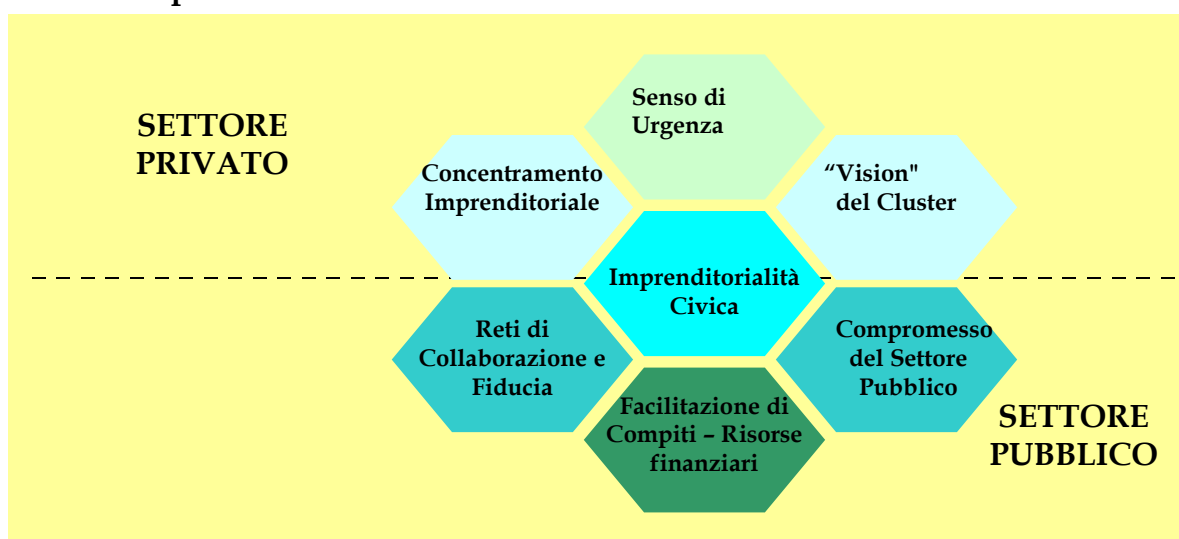 SETTORE
PRIVATO
Senso di
Urgenza
Concentramento
Imprenditoriale
“Vision"
del Cluster
Imprenditorialità
Civica
Reti di
Collaborazione e
Fiducia
Compromesso
del Settore
Pubblico
Facilitazione di
Compiti – Risorse
finanziari
SETTORE
PUBBLICO